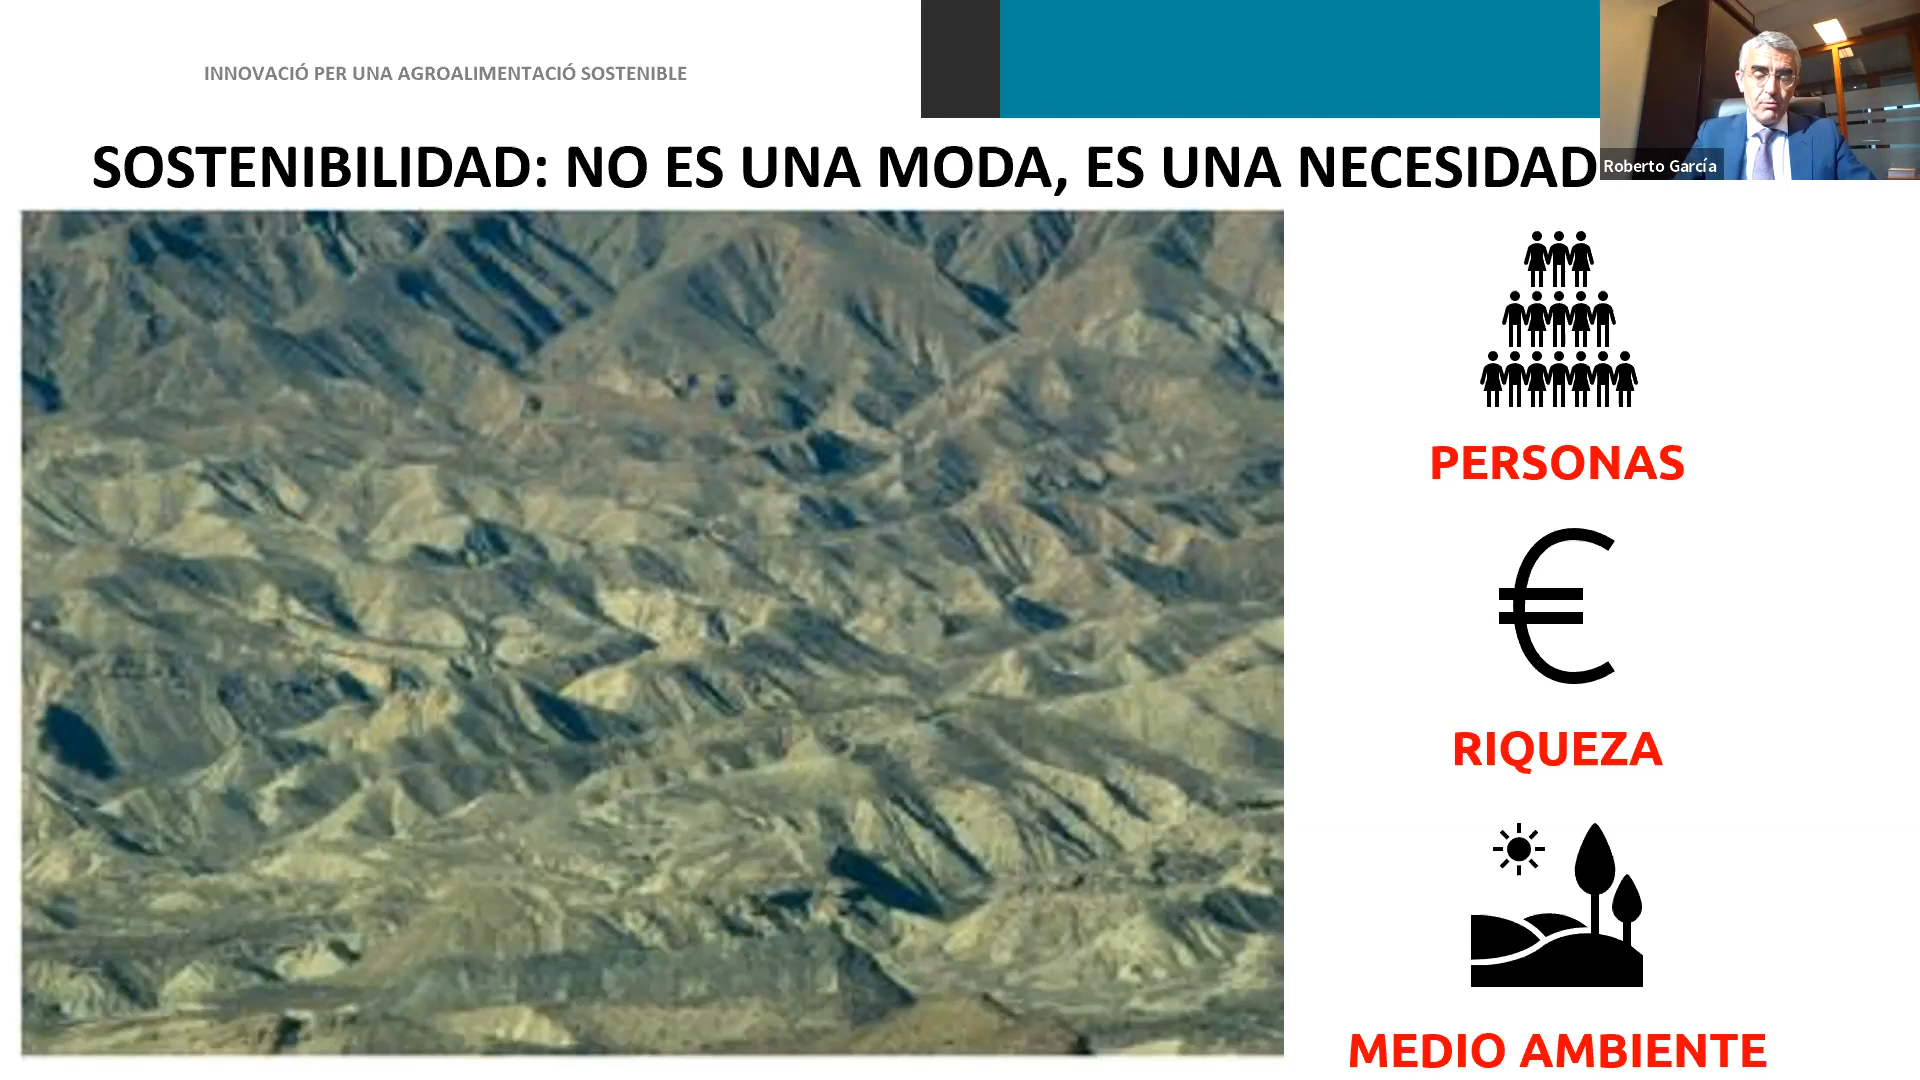 INNOVACIÓ PER UNA AGROALIMENTACIÓ SOSTENIBLE
SOSTENIBILIDAD: NO ES UNA MODA, ES UNA NECESIDAD
Roberto García
PERSONAS
€
RIQUEZA
MEDIO AMBIENTE